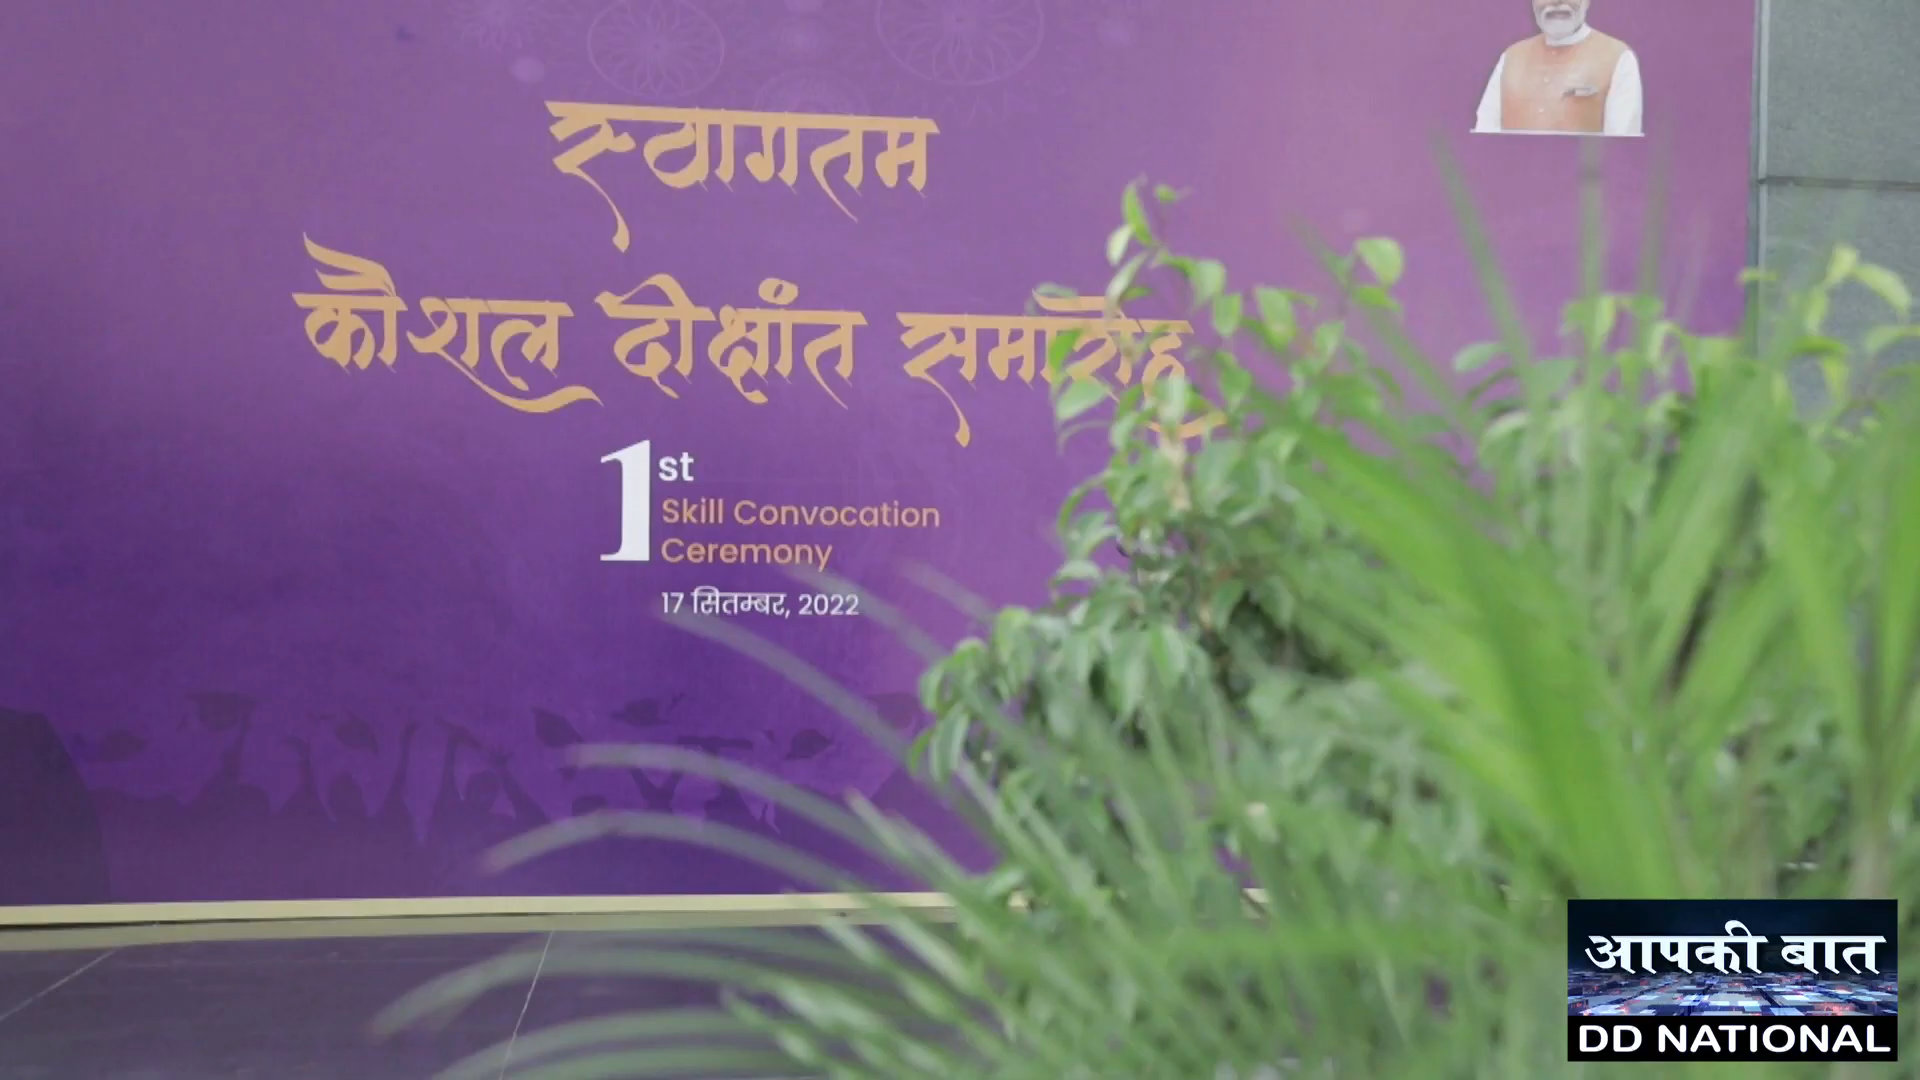 स्वागतम
कौशल दीक्षांत समारोह
1st
Skill Convocation
Ceremony
17 सितम्बर, 2022
आपकी बात
DD NATIONAL